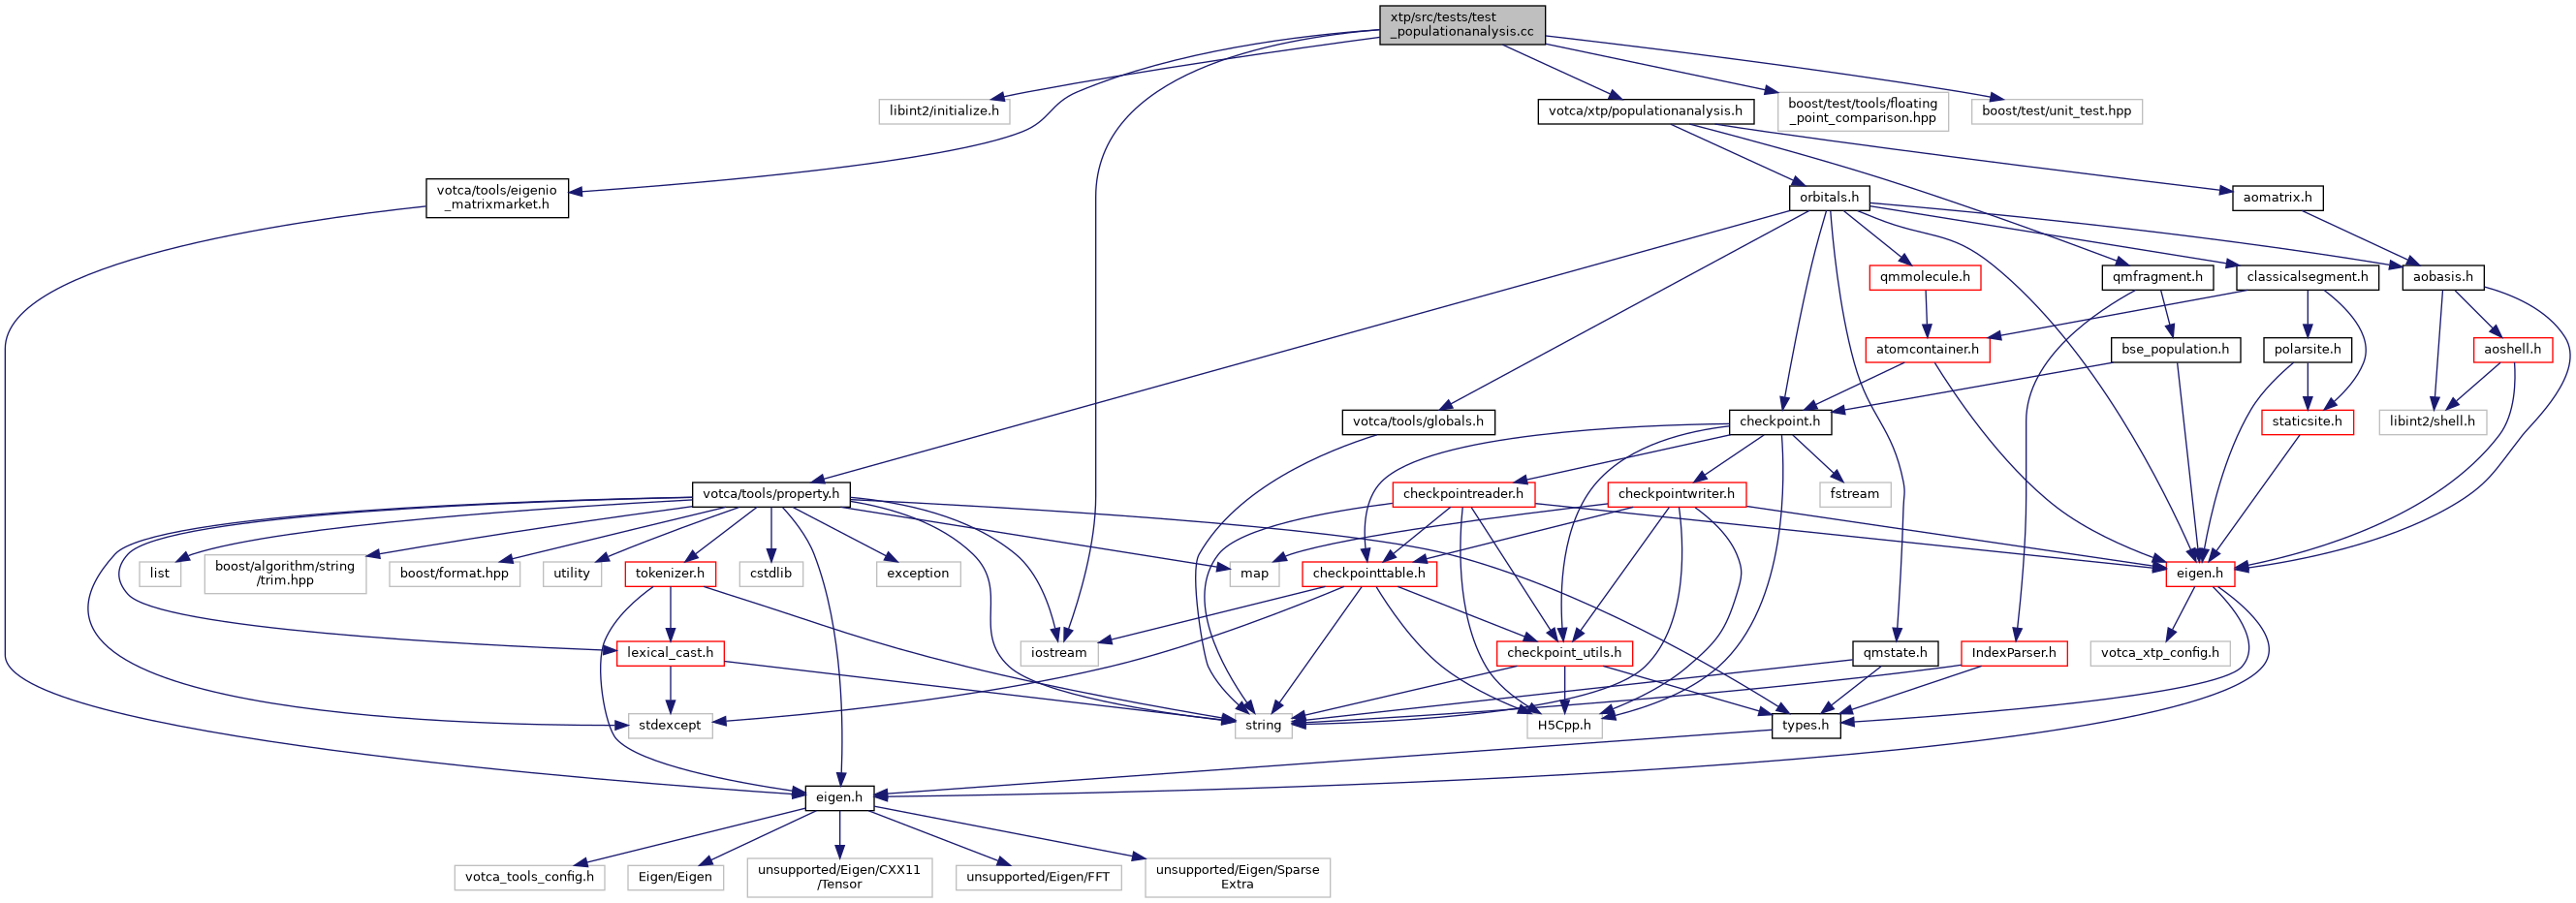 xtp/src/tests/test
_populationanalysis.cc
libint2/initialize.h
votca/xtp/populationanalysis.h
boost/test/tools/floating
_point_comparison.hpp
boost/test/unit_test.hpp
votca/tools/eigenio
_matrixmarket.h
orbitals.h
aomatrix.h
qmmolecule.h
qmfragment.h
classicalsegment.h
aobasis.h
atomcontainer.h
bse_population.h
polarsite.h
aoshell.h
votca/tools/globals.h
checkpoint.h
staticsite.h
libint2/shell.h
votca/tools/property.h
checkpointreader.h
checkpointwriter.h
fstream
list
boost/algorithm/string
/trim.hpp
boost/format.hpp
utility
tokenizer.h
cstdlib
exception
map
checkpointtable.h
eigen.h
lexical_cast.h
iostream
checkpoint_utils.h
qmstate.h
IndexParser.h
votca_xtp_config.h
stdexcept
string
H5Cpp.h
types.h
eigen.h
votca_tools_config.h
Eigen/Eigen
unsupported/Eigen/CXX11
/Tensor
unsupported/Eigen/FFT
unsupported/Eigen/Sparse
Extra